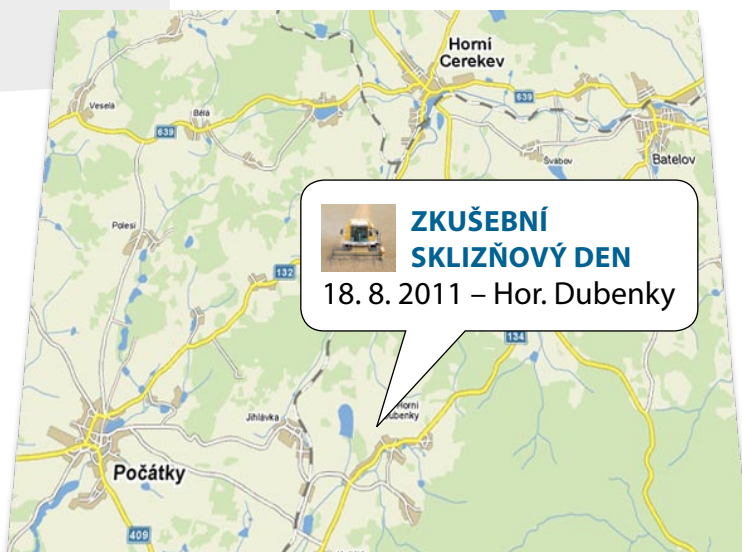 Horní
Cerekev
639
Veselá
Bělá
639
Švábov
Batelov
Polesí
ZKUŠEBNÍ
SKLIZŇOVÝ DEN
18. 8. 2011 – Hor. Dubenky
132
134
Jihlávka
Horní
Dubenky
Počátky
409